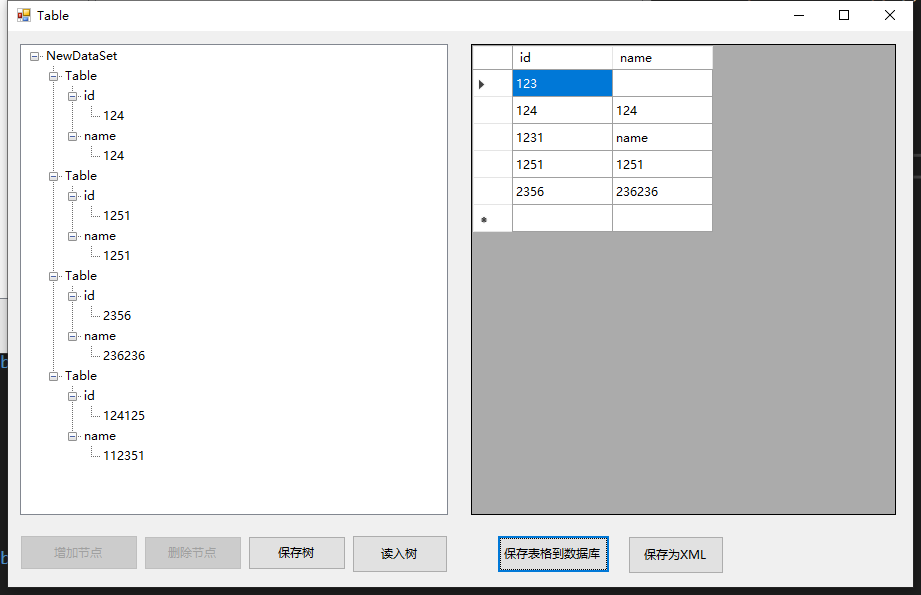 Table
NewDataSet
Table
id
124
name
124
Table
id
1251
name
1251
Table
id
2356
name
236236
Table
id
124125
name
112351
id name
123
124 124
1231 name
1251 1251
2356 236236
增加节点 删除节点 保存树 读入树 保存表格到数据库 保存为XML